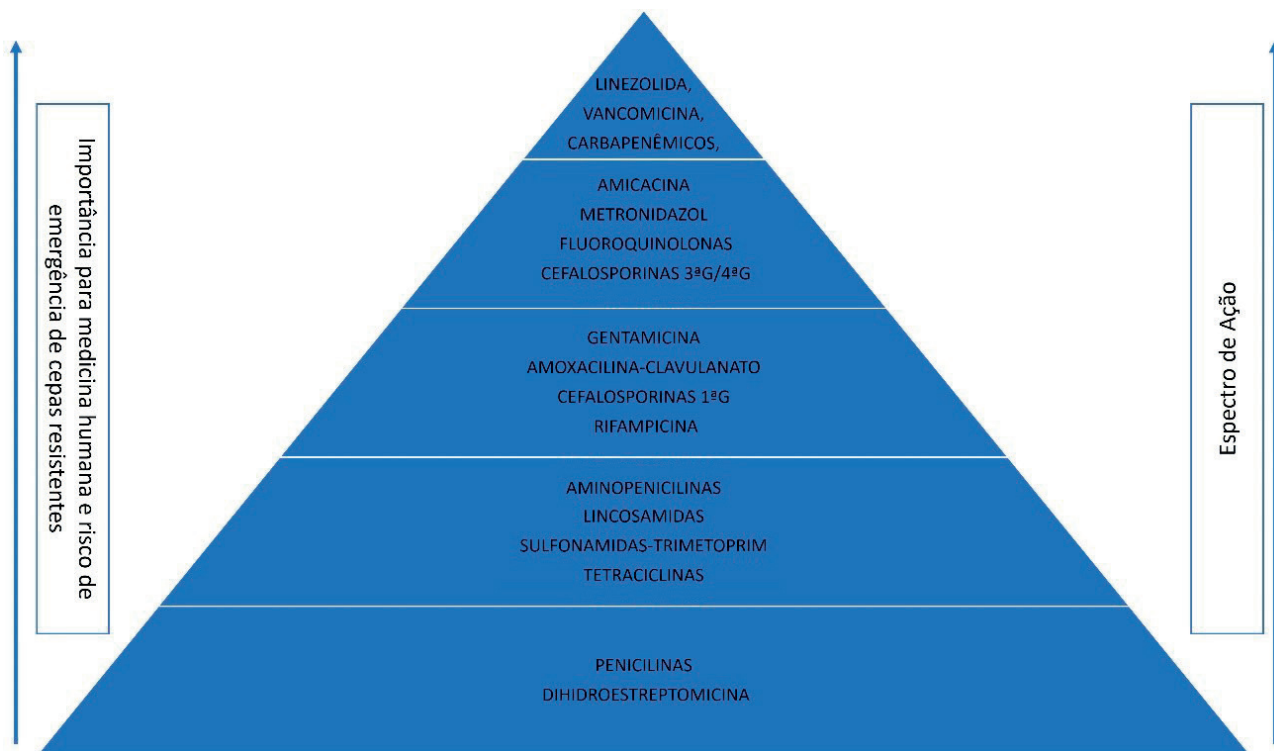 LINEZOLIDA,
VANCOMICINA,
CARBAPENÊMICOS,
AMICACINA
METRONIDAZOL
FLUOROQUINOLONAS
CEFALOSPORINAS 3ªG/4ªG
GENTAMICINA
AMOXACILINA-CLAVULANATO
CEFALOSPORINAS 1ªG
RIFAMPICINA
AMINOPENICILINAS
LINCOSAMIDAS
SULFONAMIDAS-TRIMETOPRIM
TETRACICLINAS
PENICILINAS
DIHIDROESTREPTOMICINA
Importância para medicina humana e risco de
emergência de cepas resistentes
Espectro de Ação